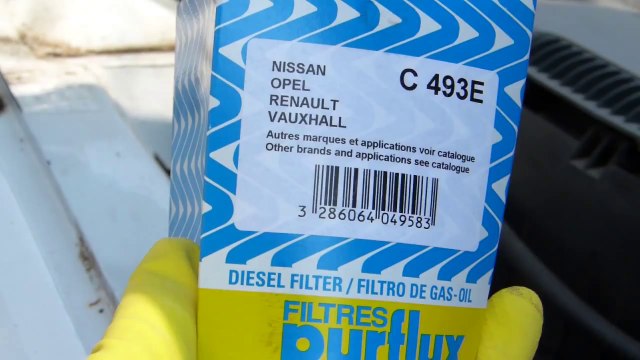 NISSAN
OPEL
RENAULT
VAUXHALL
C 493E
Autres marques et applications voir catalogue
Other brands and applications see catalogue
3 286064 049583
DIESEL FILTER / FILTRO DE GAS-OIL
FILTRES
purflux